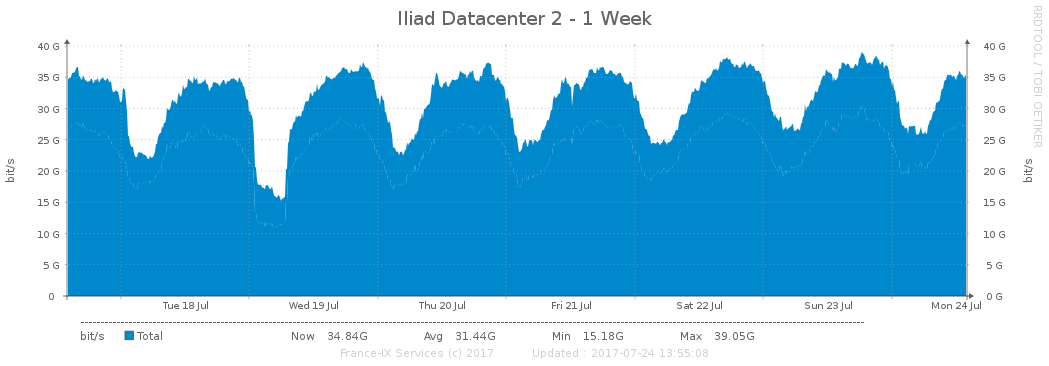 Iliad Datacenter 2 - 1 Week
RRDTOOL / TOBI OETIKER
40 G 40 G
35 G 35 G
30 G 30 G
25 G 25 G
20 G 20 G
15 G 15 G
10 G 10 G
5 G 5 G
0 0 G
bit/s bit/s
Tue 18 Jul Wed 19 Jul Thu 20 Jul Fri 21 Jul Sat 22 Jul Sun 23 Jul Mon 24 Jul
bit/s Total Now 34.84G Avg 31.44G Min 15.18G Max 39.05G
France-IX Services (c) 2017 Updated : 2017-07-24 13:55:08